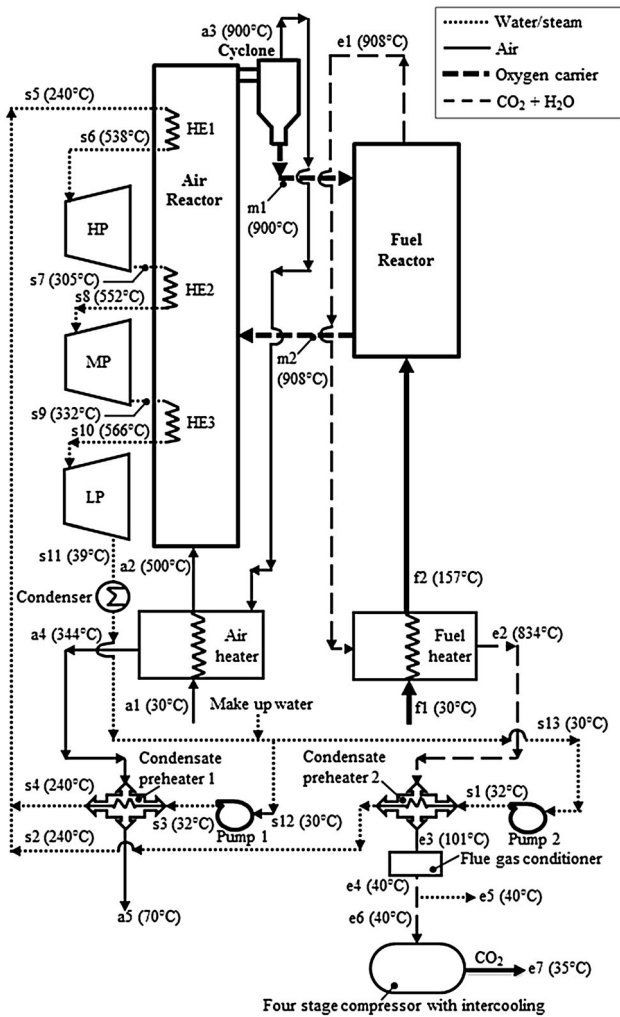 a3 (900°C)
Cyclone
e1 (908°C)
Water/steam
Air
Oxygen carrier
CO₂ + H₂O
s5 (240°C)
s6 (538°C)
HE1
Air
Reactor
HP
m1
(900°C)
Fuel
Reactor
s7 (305°C)
s8 (552°C)
HE2
MP
m2
(908°C)
s9 (332°C)
s10 (566°C)
HE3
LP
s11 (39°C)
a2 (500°C)
f2 (157°C)
Condenser
a4 (344°C)
Air
heater
Fuel
heater
e2 (834°C)
a1 (30°C)
Make up water
f1 (30°C)
s13 (30°C)
Condensate
preheater 1
Condensate
preheater 2
s4 (240°C)
s1 (32°C)
s3 (32°C)
s12 (30°C)
Pump 1
Pump 2
s2 (240°C)
e3 (101°C)
Flue gas conditioner
e4 (40°C)
e5 (40°C)
a5 (70°C)
e6 (40°C)
CO₂
e7 (35°C)
Four stage compressor with intercooling